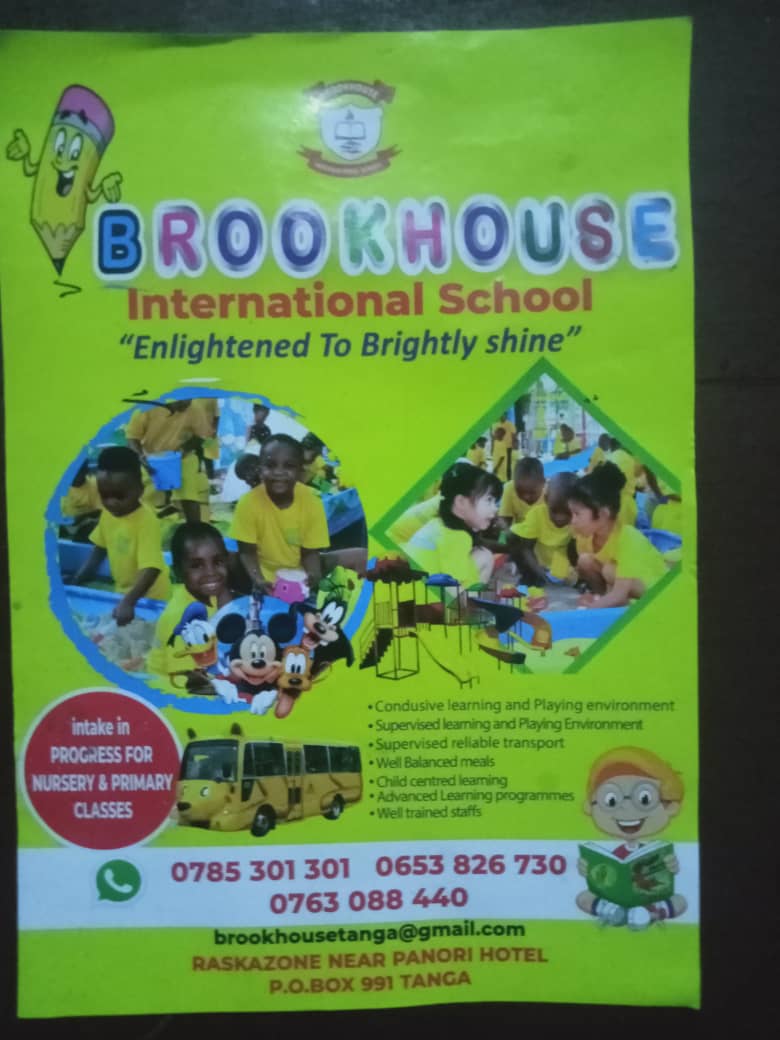 BROOKHOUSE
BROOKHOUSE
International School
“Enlightened To Brightly shine”
• Condusive learning and Playing environment
• Supervised learning and Playing Environment
• Supervised reliable transport
• Well Balanced meals
• Child centred learning
• Advanced Learning programmes
• Well trained staffs
intake in
PROGRESS FOR
NURSERY & PRIMARY
CLASSES
0785 301 301 0653 826 730
0763 088 440
brookhousetanga@gmail.com
RASKAZONE NEAR PANORI HOTEL
P.O.BOX 991 TANGA